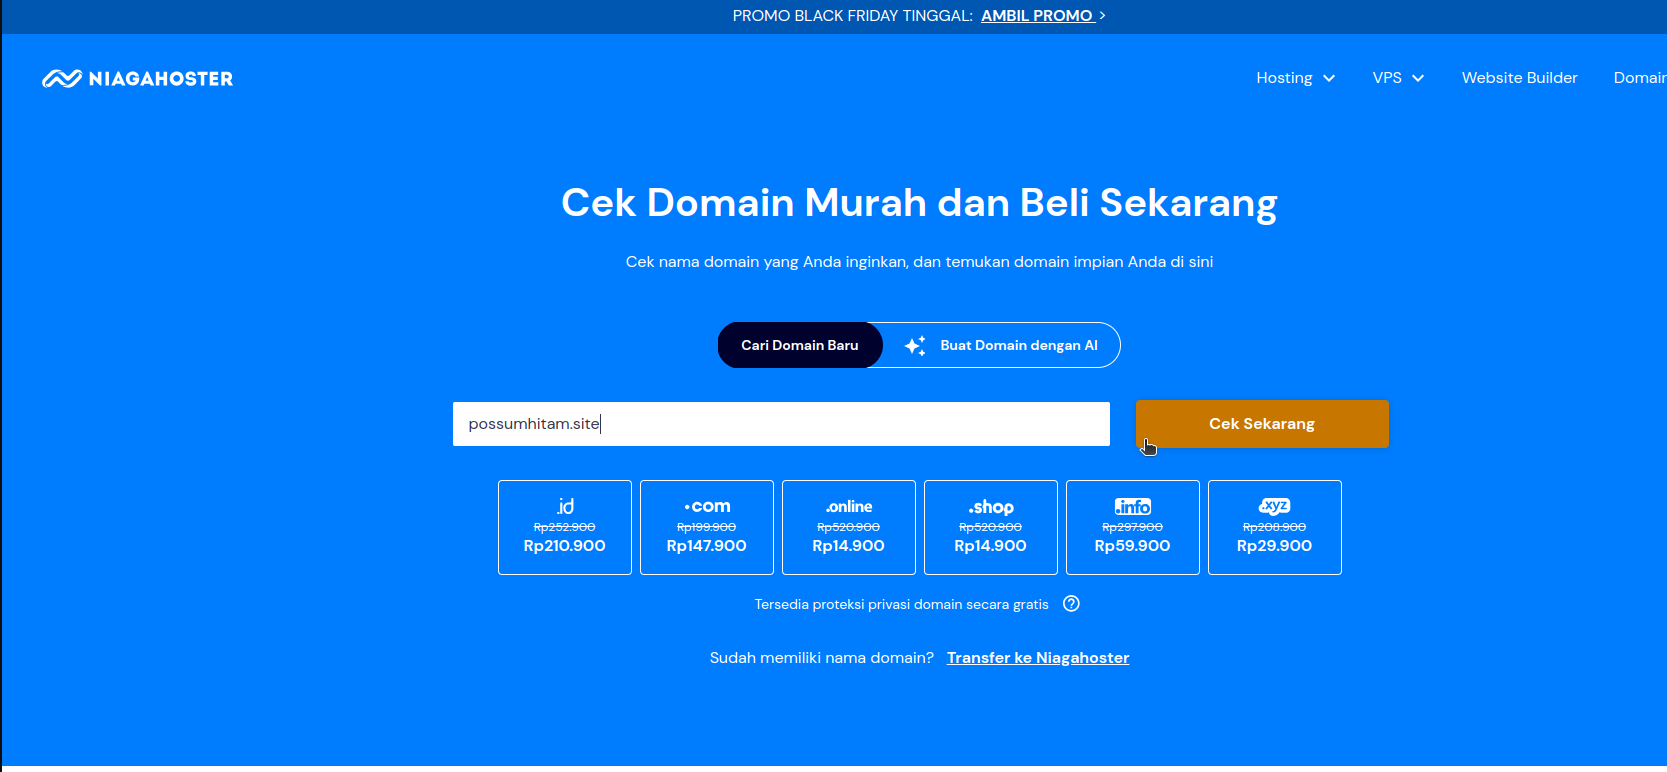 PROMO BLACK FRIDAY TINGGAL: AMBIL PROMO >
NIAGAHOSTER
Hosting VPS Website Builder Domain
Cek Domain Murah dan Beli Sekarang
Cek nama domain yang Anda inginkan, dan temukan domain impian Anda di sini
Cari Domain Baru Buat Domain dengan AI
possumhitam.site Cek Sekarang
.id .com .online .shop .info .xyz
Rp252.900 Rp199.900 Rp520.900 Rp520.900 Rp297.900 Rp208.900
Rp210.900 Rp147.900 Rp14.900 Rp14.900 Rp59.900 Rp29.900
Tersedia proteksi privasi domain secara gratis ?
Sudah memiliki nama domain? Transfer ke Niagahoster